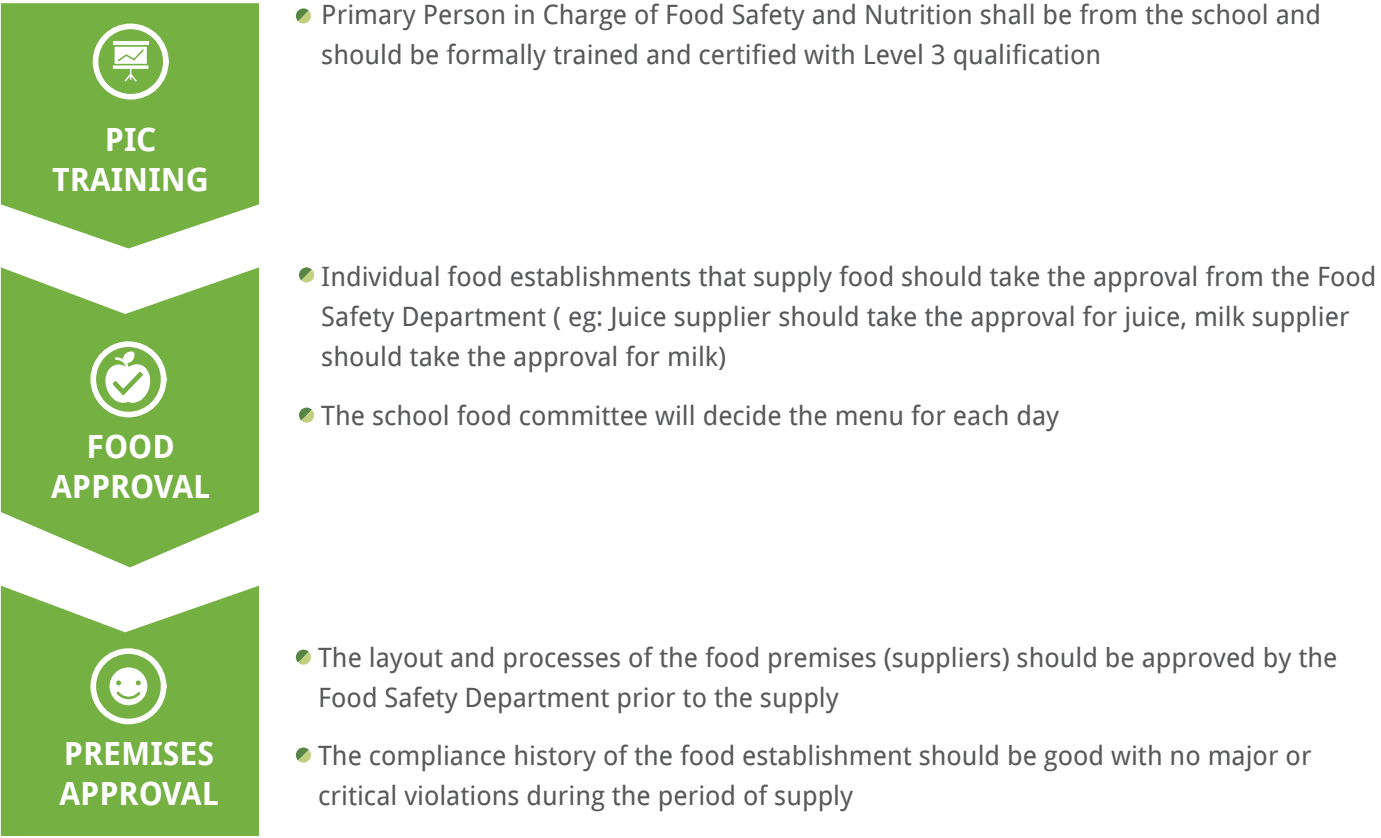 PIC
TRAINING
Primary Person in Charge of Food Safety and Nutrition shall be from the school and
should be formally trained and certified with Level 3 qualification
FOOD
APPROVAL
Individual food establishments that supply food should take the approval from the Food
Safety Department ( eg: Juice supplier should take the approval for juice, milk supplier
should take the approval for milk)
The school food committee will decide the menu for each day
PREMISES
APPROVAL
The layout and processes of the food premises (suppliers) should be approved by the
Food Safety Department prior to the supply
The compliance history of the food establishment should be good with no major or
critical violations during the period of supply